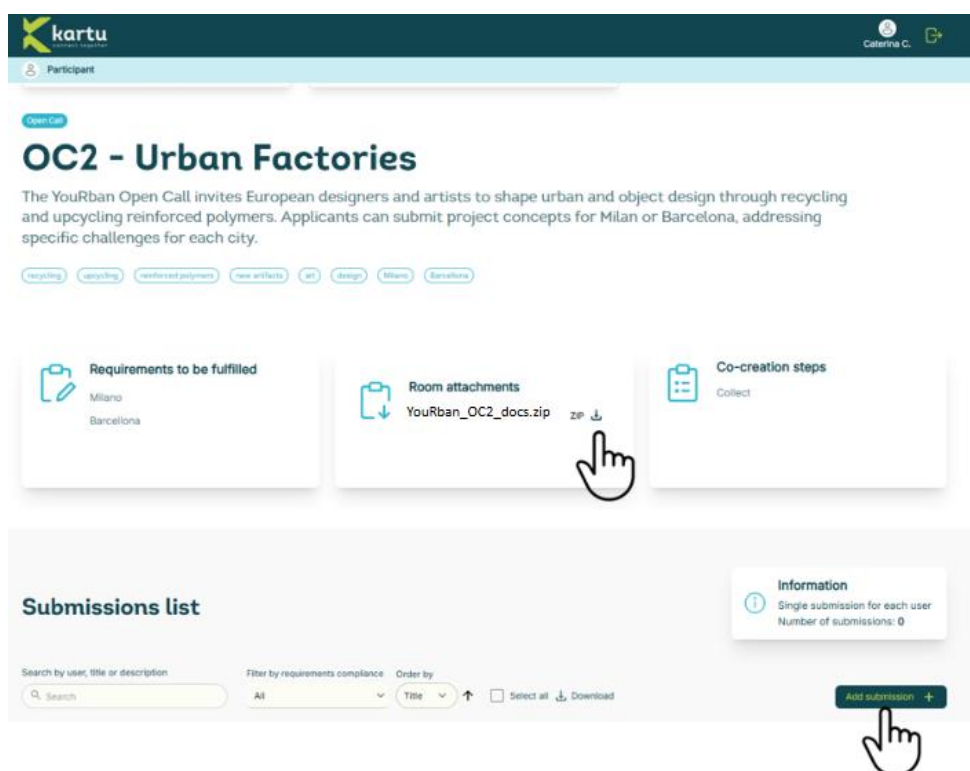 kartu
connect together
Caterina C.
Participant
Open Call
OC2 - Urban Factories
The YouRban Open Call invites European designers and artists to shape urban and object design through recycling
and upcycling reinforced polymers. Applicants can submit project concepts for Milan or Barcelona, addressing
specific challenges for each city.
recycling upcycling reinforced polymers new artifacts art design Milano Barcellona
Requirements to be fulfilled
Milano
Barcellona
Room attachments
YouRban_OC2_docs.zip ZIP
Co-creation steps
Collect
Submissions list
Information
Single submission for each user
Number of submissions: 0
Search by user, title or description
Search
Filter by requirements compliance
All
Order by
Title
Select all
Download
Add submission +